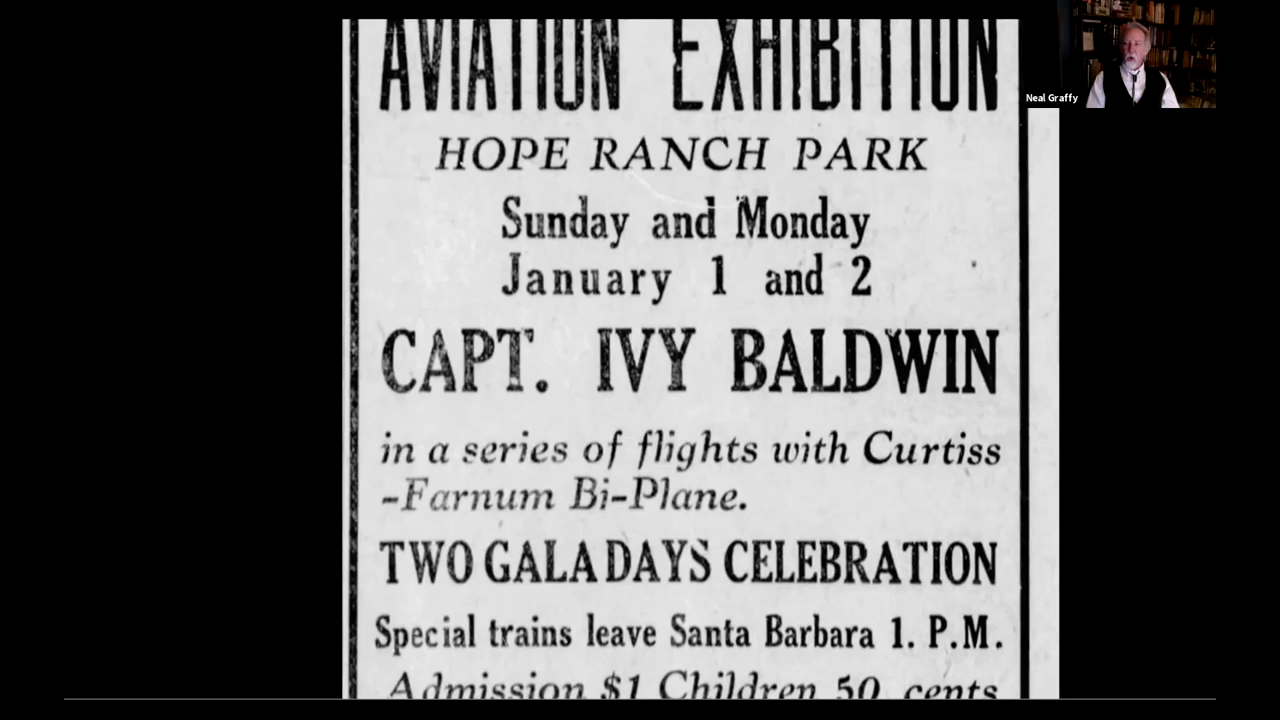 AVIATION EXHIBITION
HOPE RANCH PARK
Sunday and Monday
January 1 and 2
CAPT. IVY BALDWIN
in a series of flights with Curtiss
-Farnum Bi-Plane.
TWO GALA DAYS CELEBRATION
Special trains leave Santa Barbara 1. P.M.
Admission $1 Children 50 cents
Neal Graffy